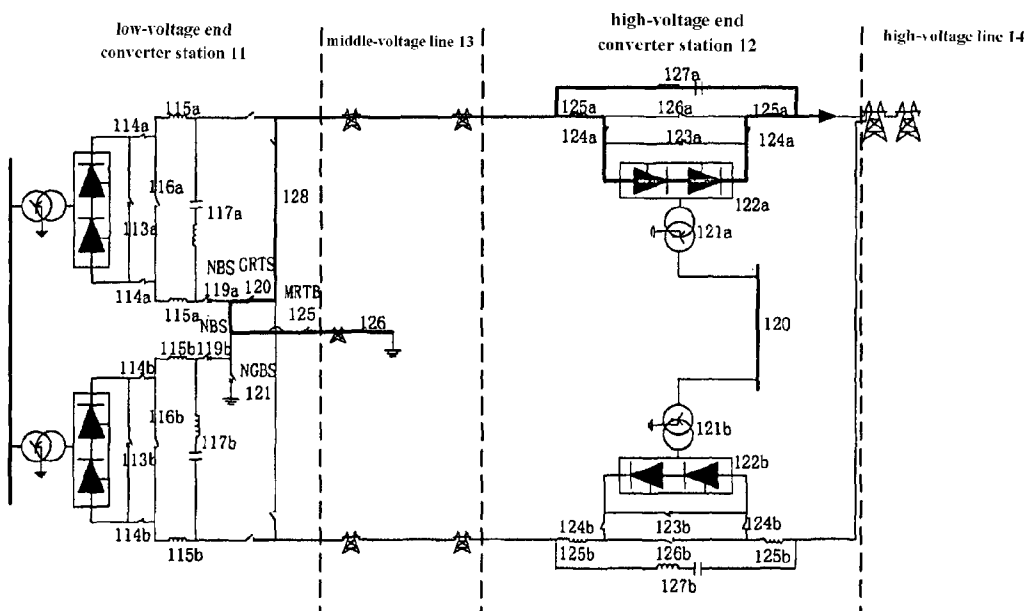 low-voltage end
converter station 11
middle-voltage line 13
high-voltage end
converter station 12
high-voltage line 14
127a
115a
125a
126a
125a
114a
124a
123a
124a
116a
128
122a
117a
113a
121a
NBS
GRTS
114a
119a
120
MRTB
115a
NBS
125
126
120
115b
119b
114b
NGBS
121
116b
121b
117b
113b
122b
114b
124b
123b
124b
115b
125b
126b
125b
127b